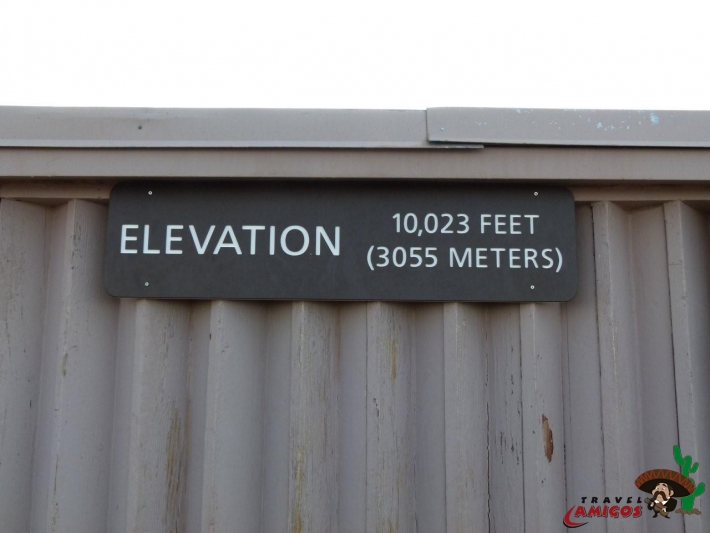 ELEVATION
10,023 FEET
(3055 METERS)
TRAVEL
AMIGOS